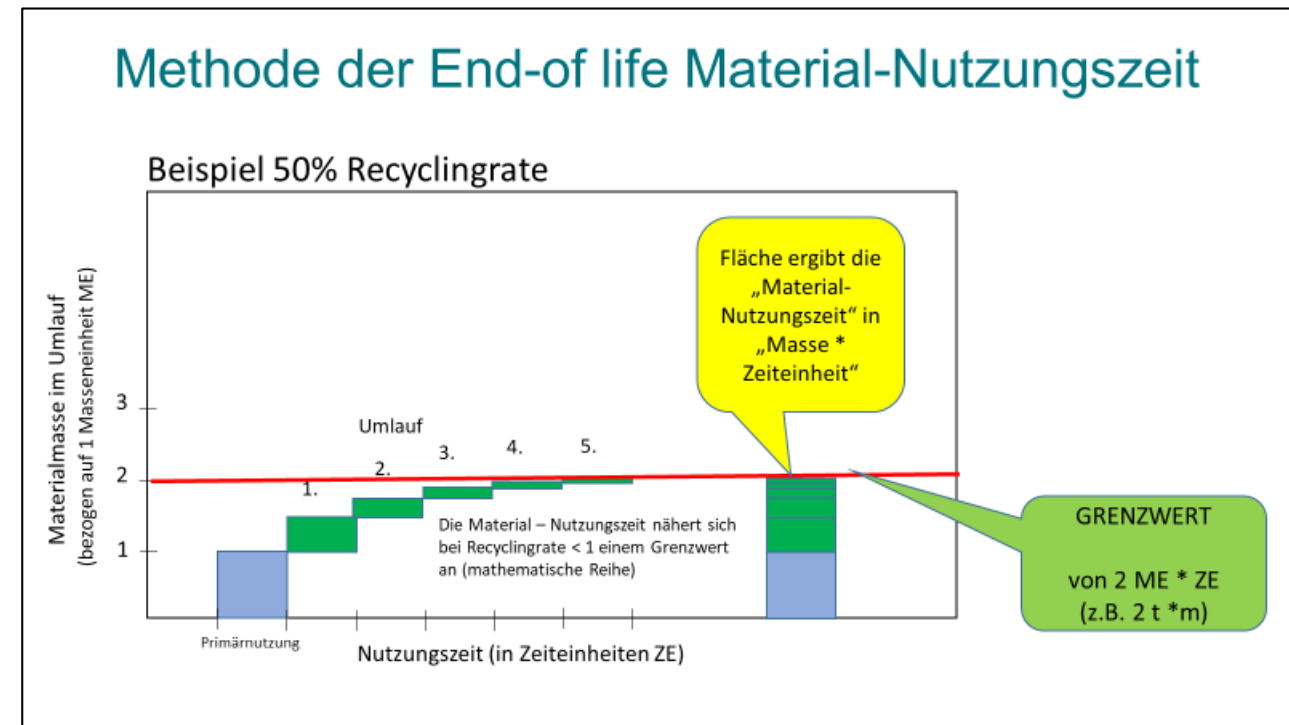 Methode der End-of life Material-Nutzungszeit
Beispiel 50% Recyclingrate
Materialmasse im Umlauf
(bezogen auf 1 Masseneinheit ME)
3
2
1
Umlauf
1.
2.
3.
4.
5.
Die Material – Nutzungszeit nähert sich
bei Recyclingrate < 1 einem Grenzwert
an (mathematische Reihe)
Fläche ergibt die
„Material-
Nutzungszeit“ in
„Masse *
Zeiteinheit“
GRENZWERT
von 2 ME * ZE
(z.B. 2 t *m)
Primärnutzung
Nutzungszeit (in Zeiteinheiten ZE)